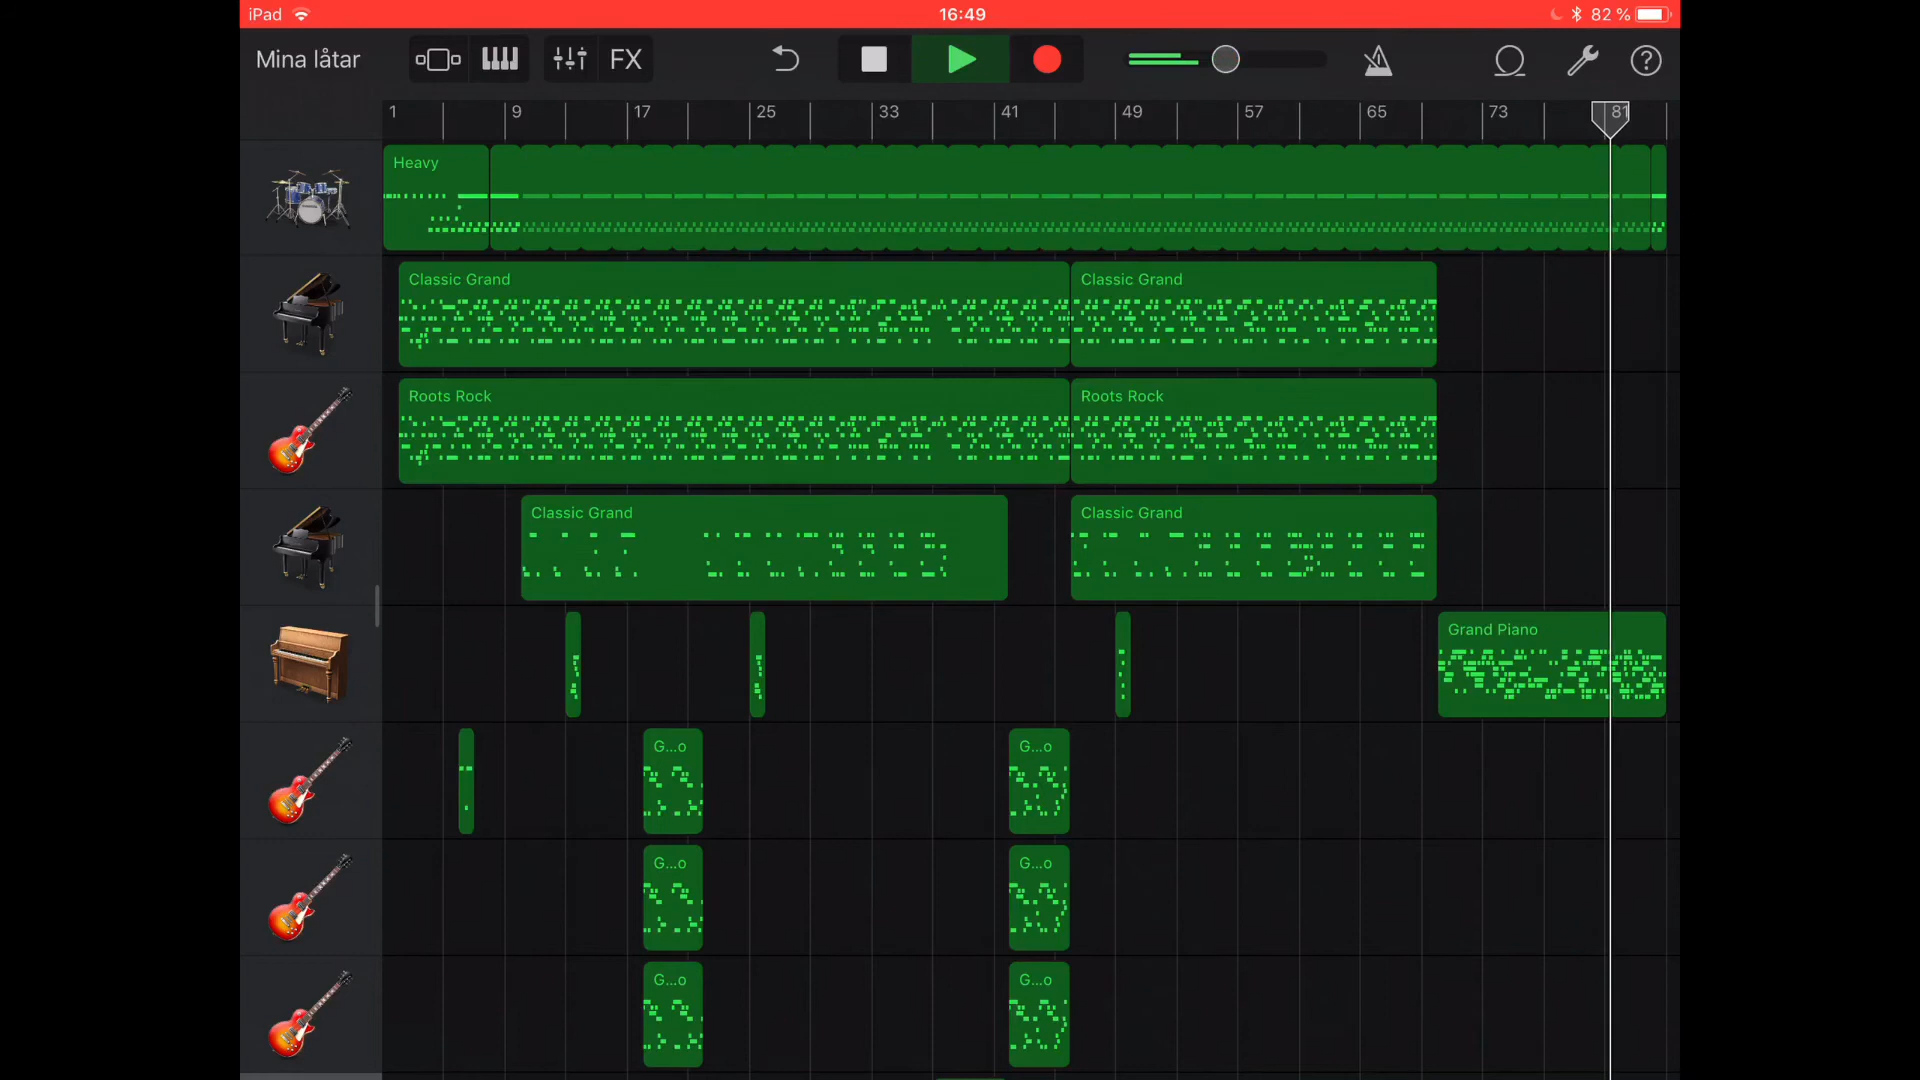 iPad 16:49 82 %
Mina låtar FX ?
1 9 17 25 33 41 49 57 65 73 81
Heavy
Classic Grand Classic Grand
Roots Rock Roots Rock
Classic Grand Classic Grand
Grand Piano
G...o G...o
G...o G...o
G...o G...o